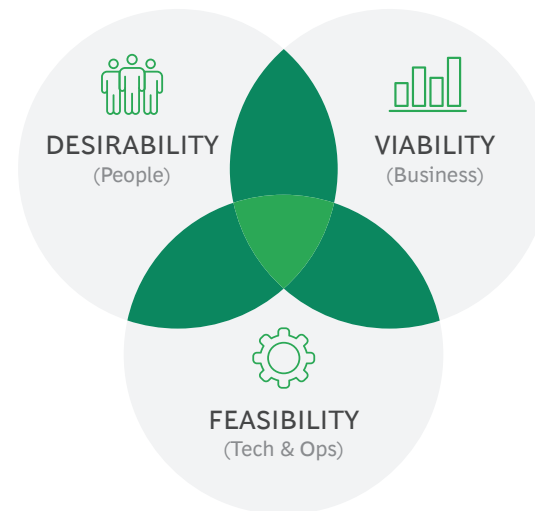 DESIRABILITY
(People)
VIABILITY
(Business)
FEASIBILITY
(Tech & Ops)